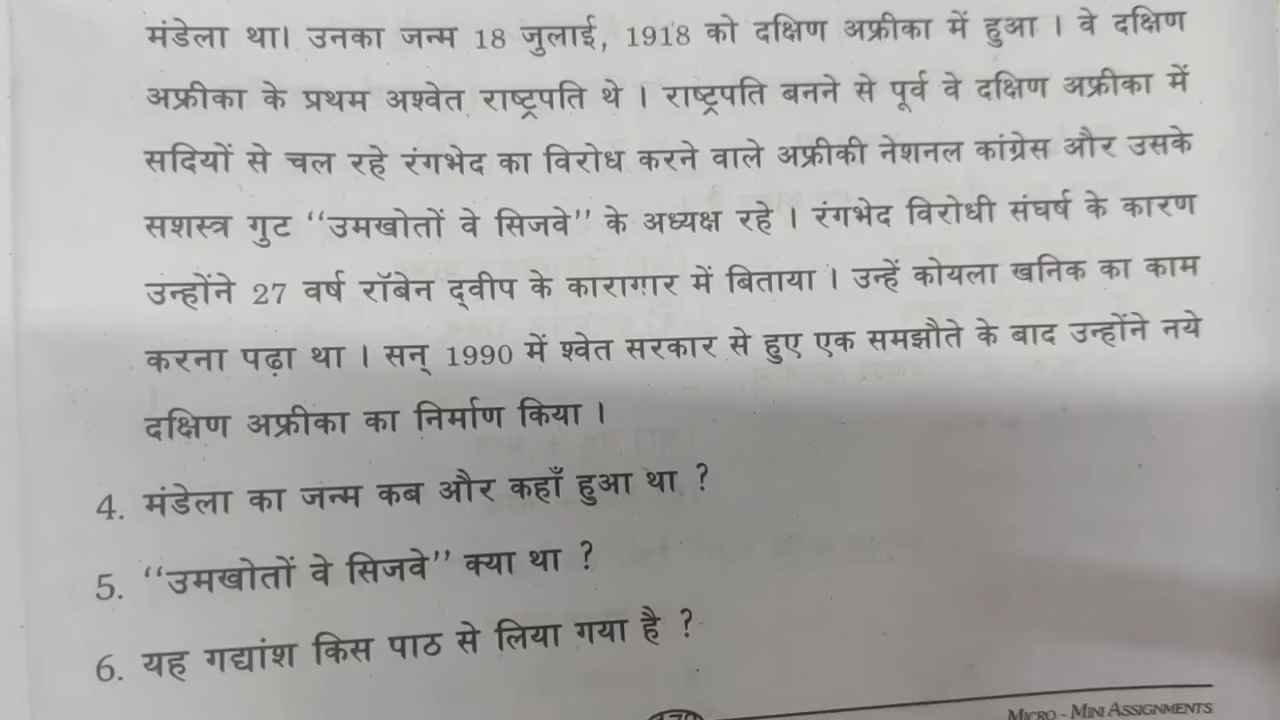 मंडेला था। उनका जन्म 18 जुलाई, 1918 को दक्षिण अफ्रीका में हुआ । वे दक्षिण
अफ्रीका के प्रथम अश्वेत राष्ट्रपति थे । राष्ट्रपति बनने से पूर्व वे दक्षिण अफ्रीका में
सदियों से चल रहे रंगभेद का विरोध करने वाले अफ्रीकी नेशनल कांग्रेस और उसके
सशस्त्र गुट ‘‘उमखोतों वे सिजवे’’ के अध्यक्ष रहे । रंगभेद विरोधी संघर्ष के कारण
उन्होंने 27 वर्ष रॉबेन द्वीप के कारागार में बिताया । उन्हें कोयला खनिक का काम
करना पढ़ा था । सन् 1990 में श्वेत सरकार से हुए एक समझौते के बाद उन्होंने नये
दक्षिण अफ्रीका का निर्माण किया ।
4. मंडेला का जन्म कब और कहाँ हुआ था ?
5. ‘‘उमखोतों वे सिजवे’’ क्या था ?
6. यह गद्यांश किस पाठ से लिया गया है ?
MICRO - MINI ASSIGNMENTS